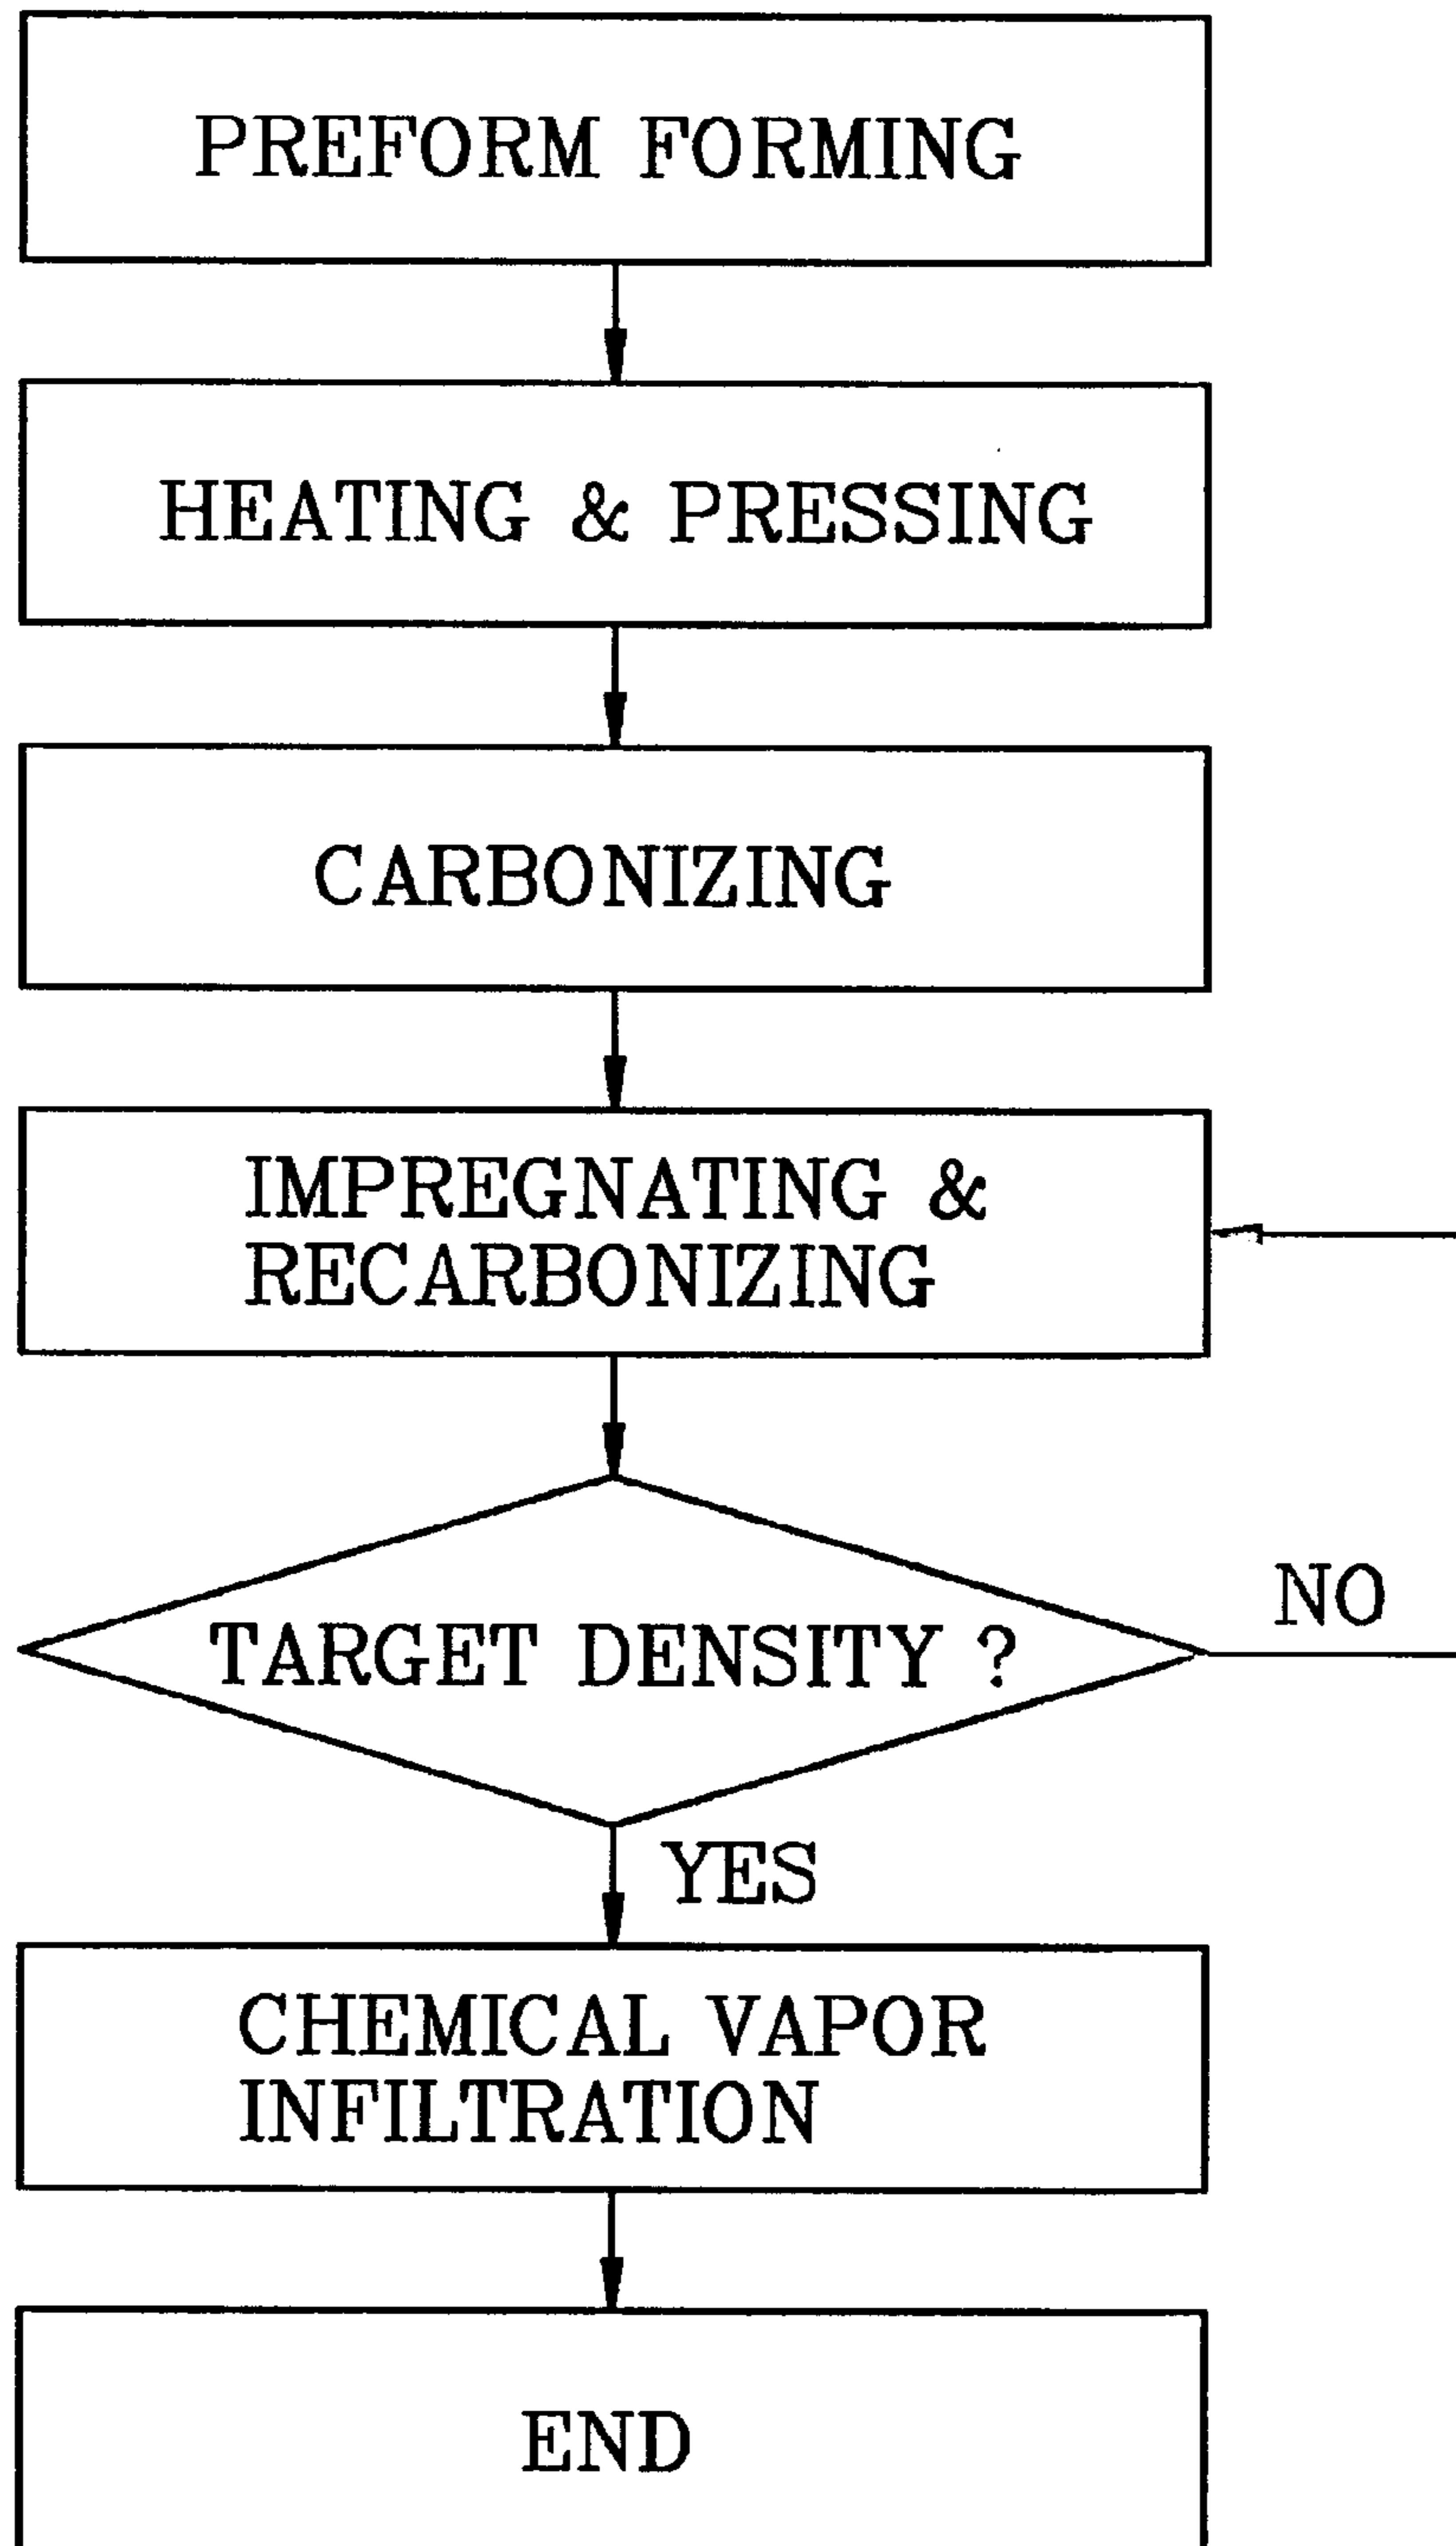 PREFORM FORMING
HEATING & PRESSING
CARBONIZING
IMPREGNATING &
RECARBONIZING
TARGET DENSITY ?
NO
YES
CHEMICAL VAPOR
INFILTRATION
END